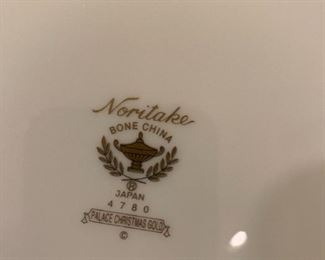 Noritake
BONE CHINA
®
JAPAN
4780
PALACE CHRISTMAS GOLD
©